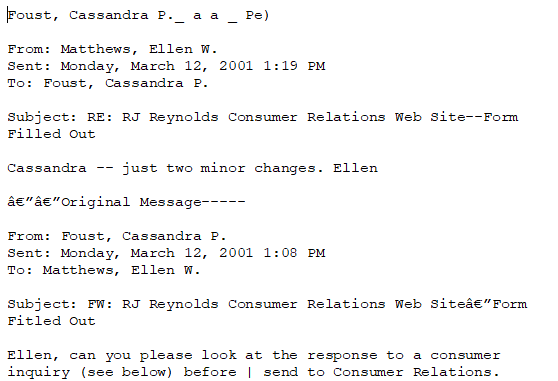 Foust, Cassandra P._ a a _ Pe)
From: Matthews, Ellen W.
Sent: Monday, March 12, 2001 1:19 PM
To: Foust, Cassandra P.
Subject: RE: RJ Reynolds Consumer Relations Web Site--Form
Filled Out
Cassandra -- just two minor changes. Ellen
â€”â€”Original Message-----
From: Foust, Cassandra P.
Sent: Monday, March 12, 2001 1:08 PM
To: Matthews, Ellen W.
Subject: FW: RJ Reynolds Consumer Relations Web Siteâ€”Form
Fitled Out
Ellen, can you please look at the response to a consumer
inquiry (see below) before | send to Consumer Relations.